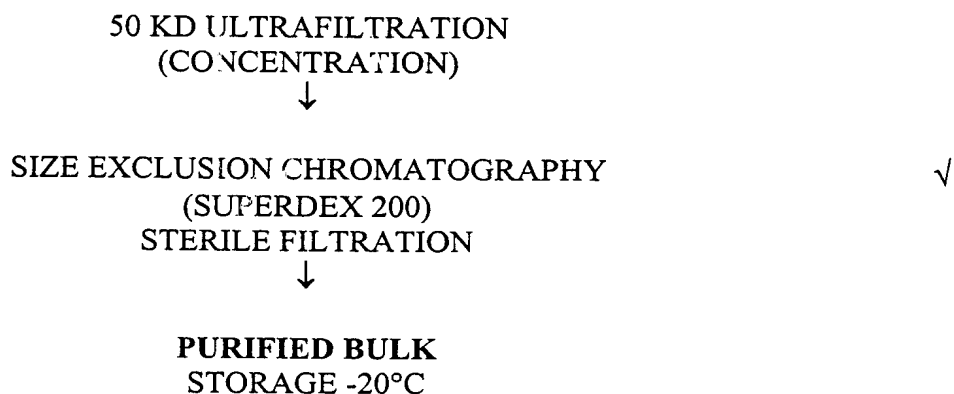 50 KD ULTRAFILTRATION
(CONCENTRATION)
↓
SIZE EXCLUSION CHROMATOGRAPHY √
(SUPERDEX 200)
STERILE FILTRATION
↓
PURIFIED BULK
STORAGE -20°C